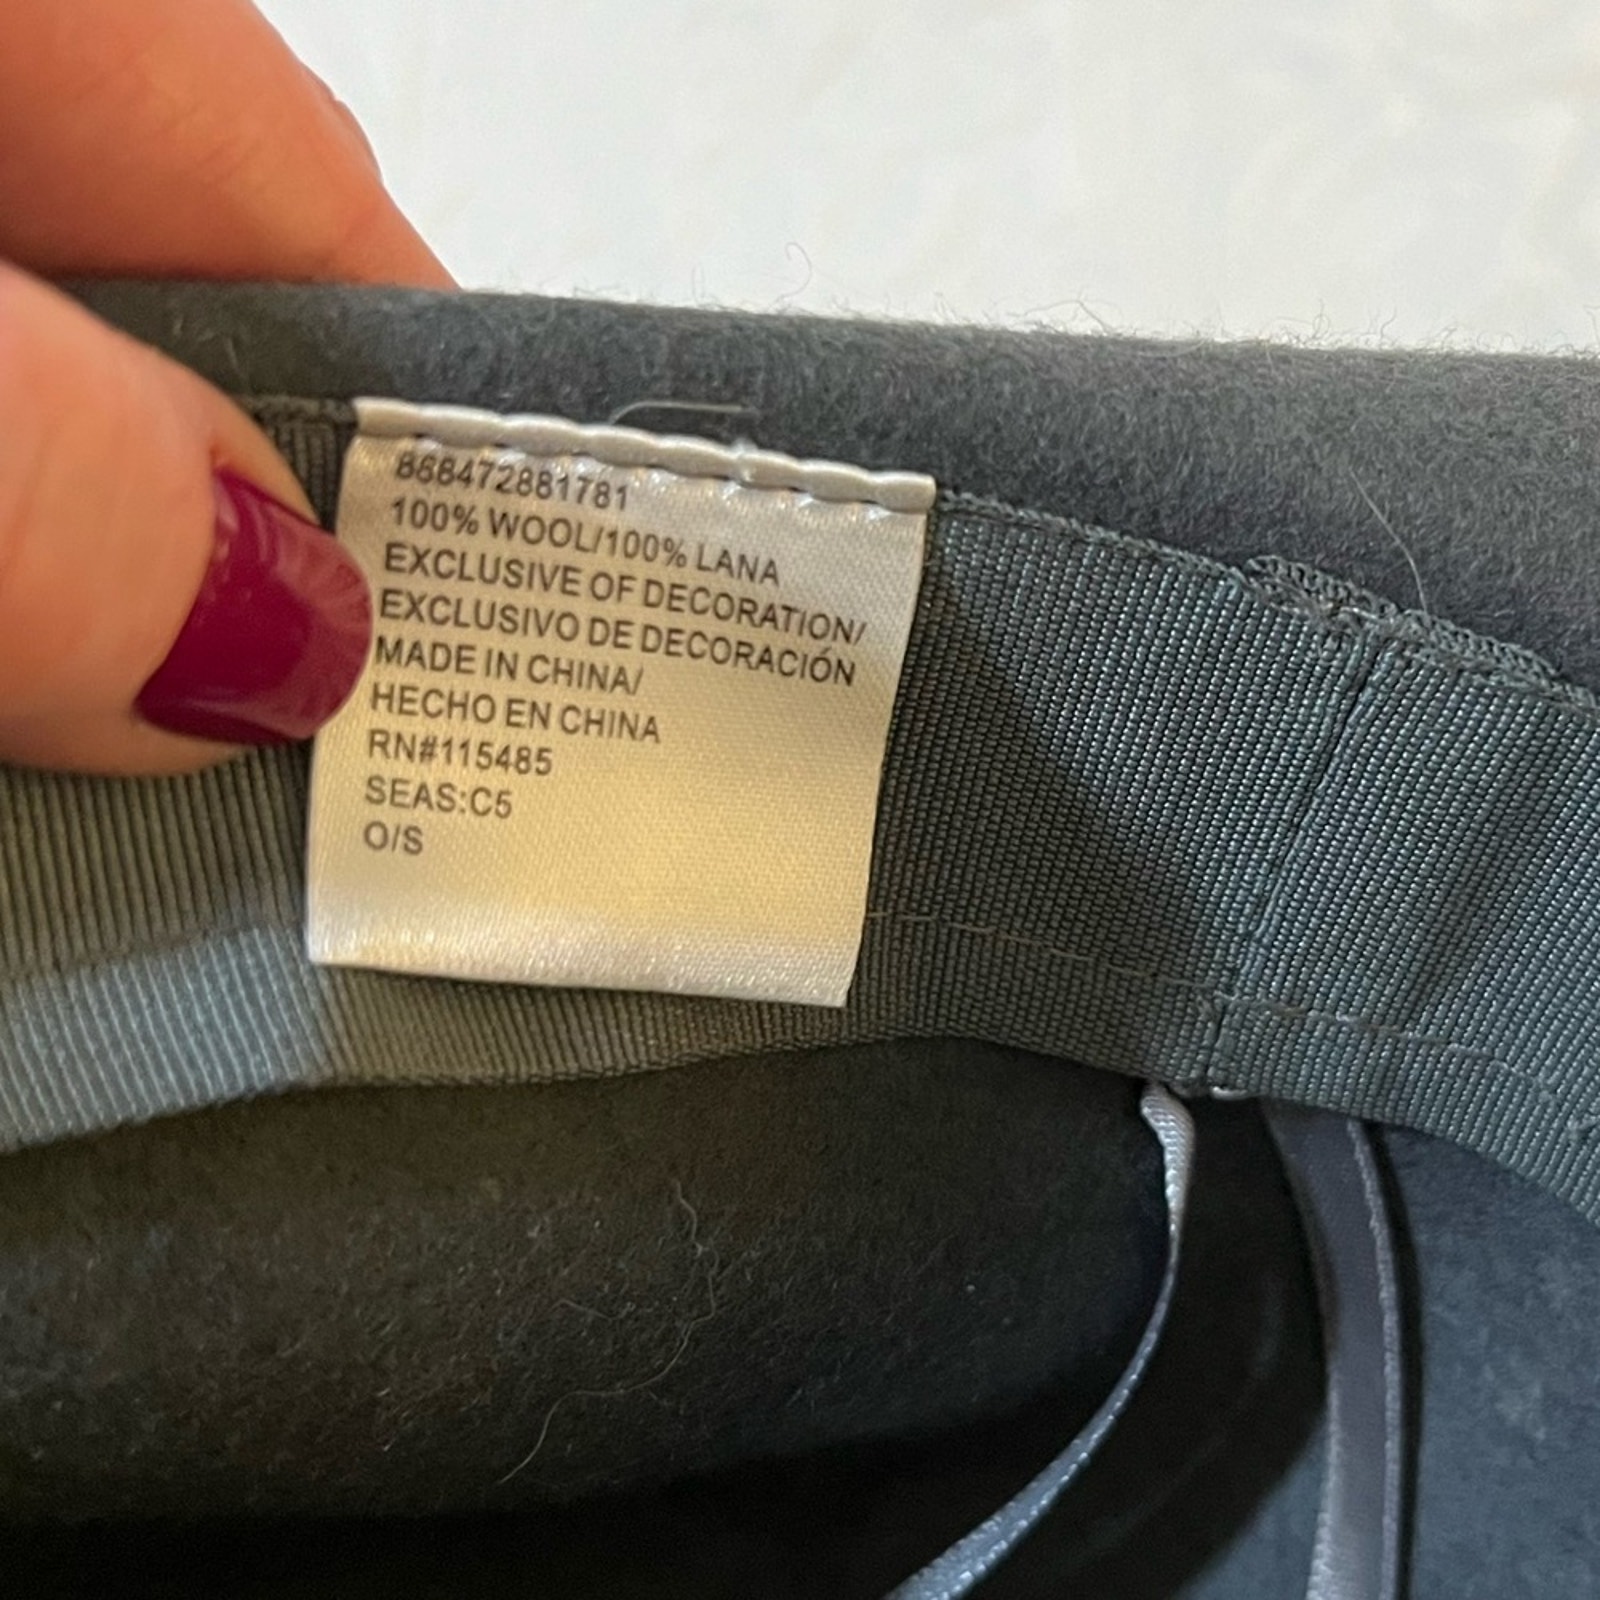 888472881781
100% WOOL/100% LANA
EXCLUSIVE OF DECORATION/
EXCLUSIVO DE DECORACIÓN
MADE IN CHINA/
HECHO EN CHINA
RN#115485
SEAS:C5
O/S